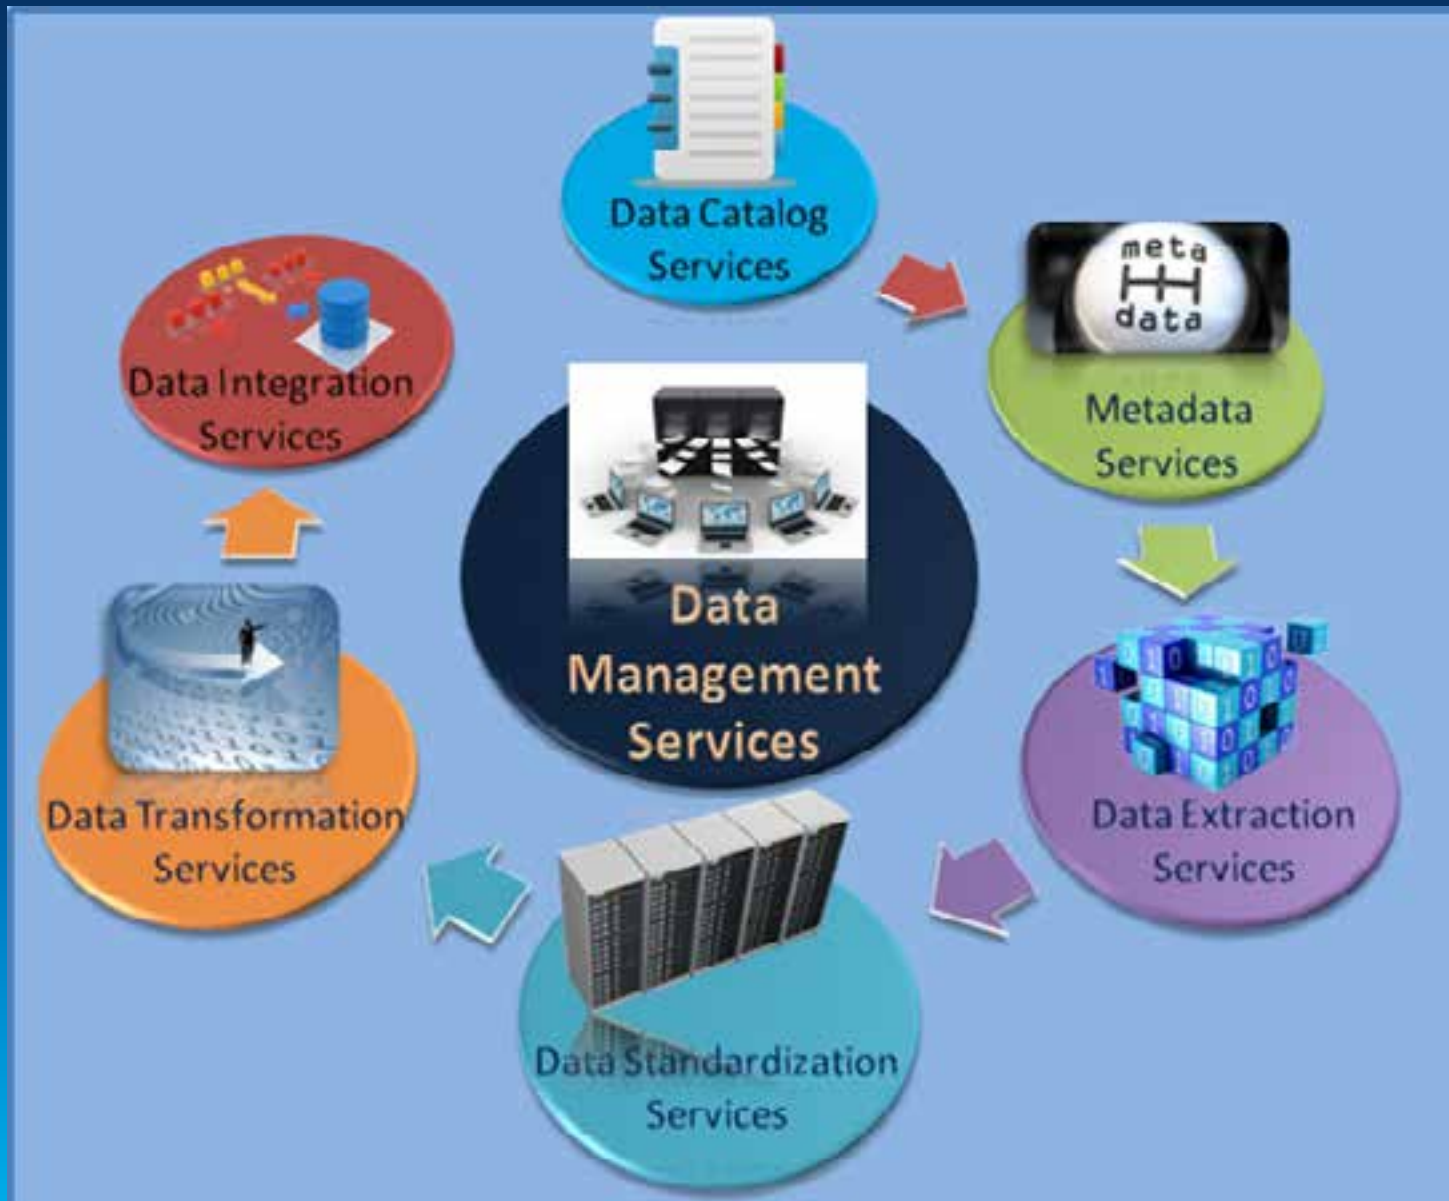 Data Catalog
Services
meta
data
Metadata
Services
Data Integration
Services
Data
Management
Services
Data Extraction
Services
Data Transformation
Services
Data Standardization
Services